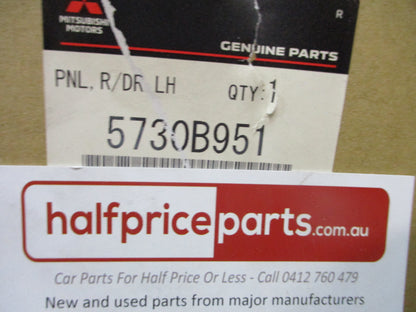 MITSUBISHI
MOTORS
R
GENUINE PARTS
PNL, R/DR LH QTY: 1
5730B951
halfpriceparts.com.au
Car Parts For Half Price Or Less - Call 0412 760 479
New and used parts from major manufacturers